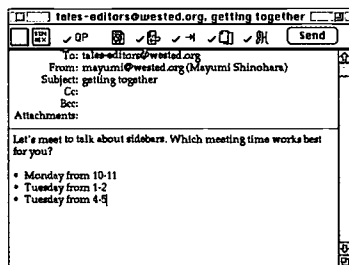 tales-editors@wested.org, getting together
QP
Send
To: tales-editors@wested.org
From: mayumi@wested.org (Mayumi Shinohara)
Subject: getting together
Cc:
Bcc:
Attachments:
Let's meet to talk about sidebars. Which meeting time works best
for you?
• Monday from 10-11
• Tuesday from 1-2
• Tuesday from 4-5